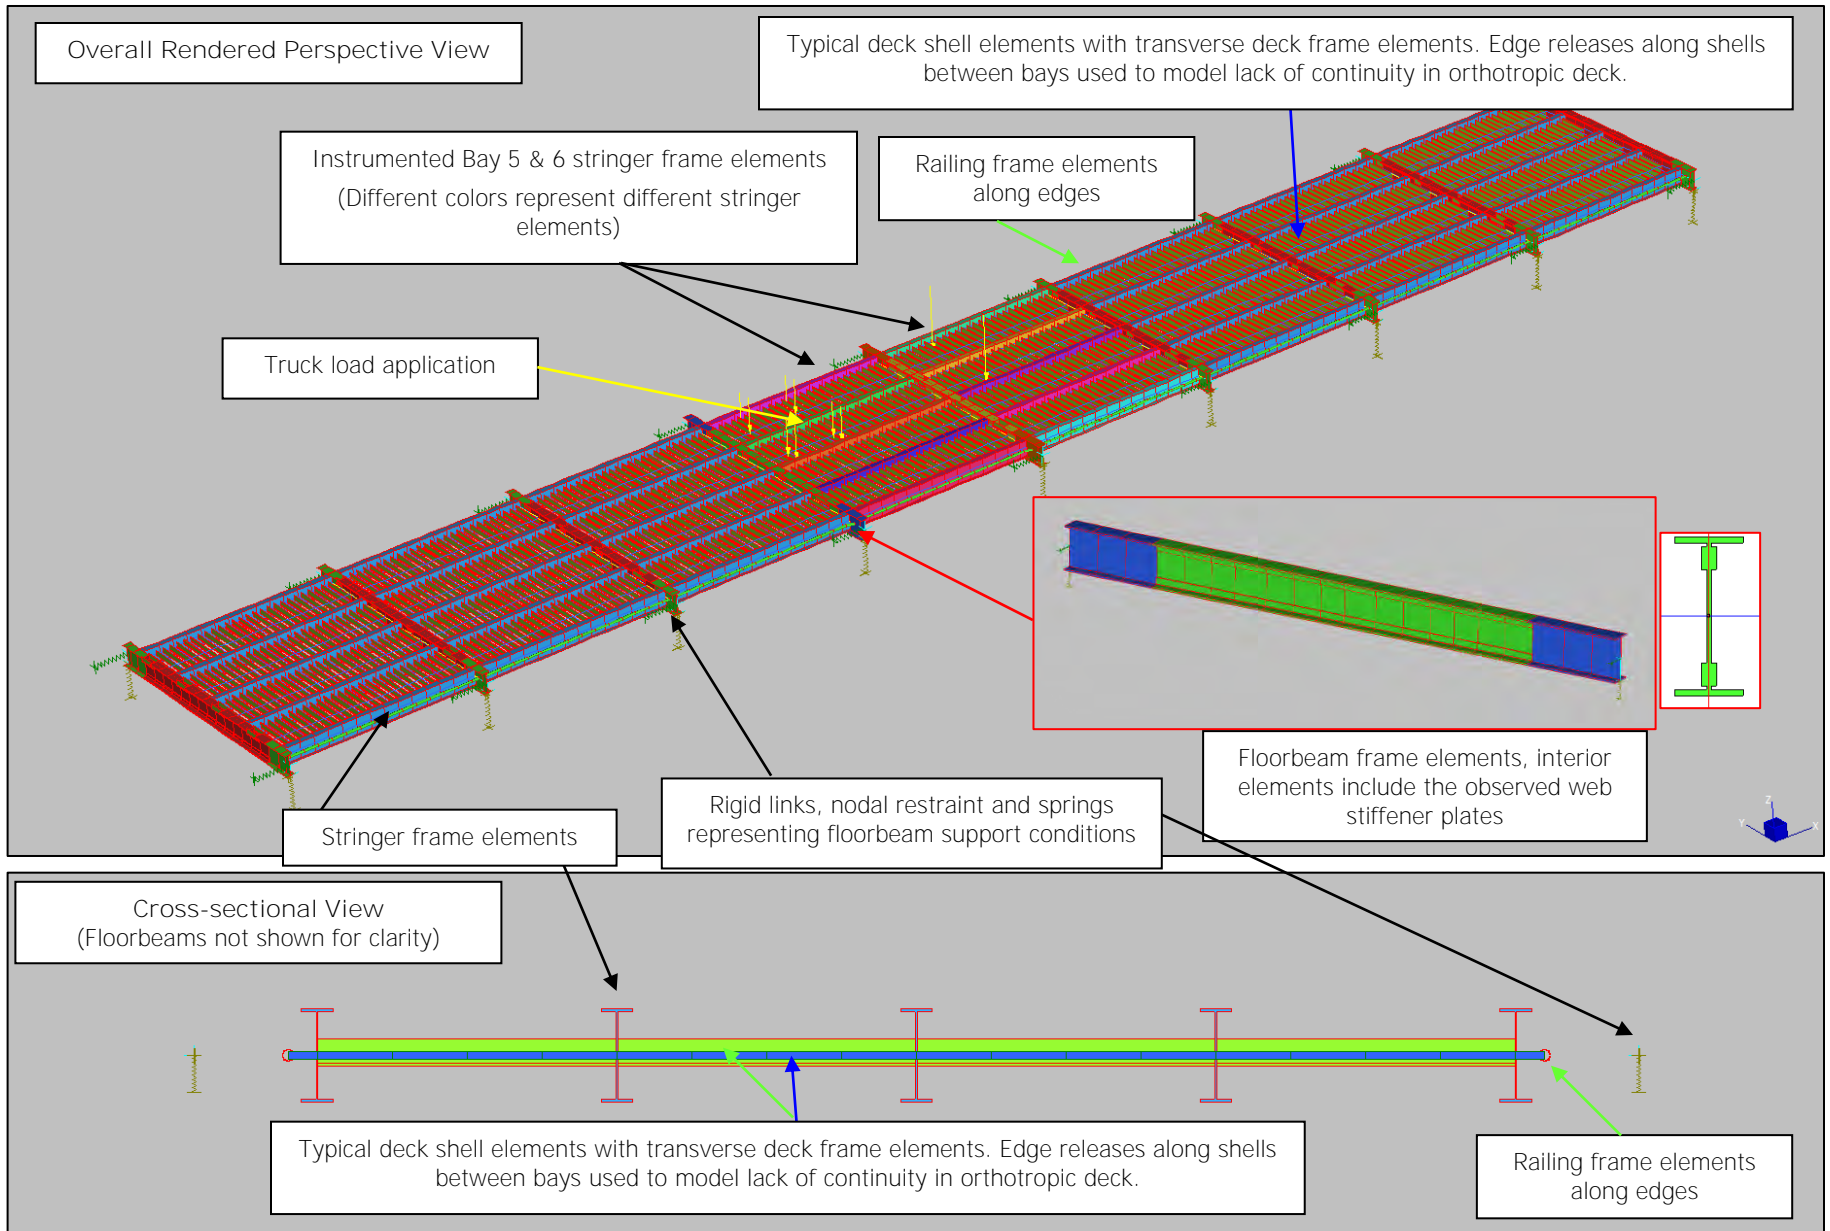 Overall Rendered Perspective View
Typical deck shell elements with transverse deck frame elements. Edge releases along shells
between bays used to model lack of continuity in orthotropic deck.
Instrumented Bay 5 & 6 stringer frame elements
(Different colors represent different stringer
elements)
Railing frame elements
along edges
Truck load application
Floorbeam frame elements, interior
elements include the observed web
stiffener plates
Rigid links, nodal restraint and springs
representing floorbeam support conditions
Stringer frame elements
Z
Y
X
Cross-sectional View
(Floorbeams not shown for clarity)
Typical deck shell elements with transverse deck frame elements. Edge releases along shells
between bays used to model lack of continuity in orthotropic deck.
Railing frame elements
along edges